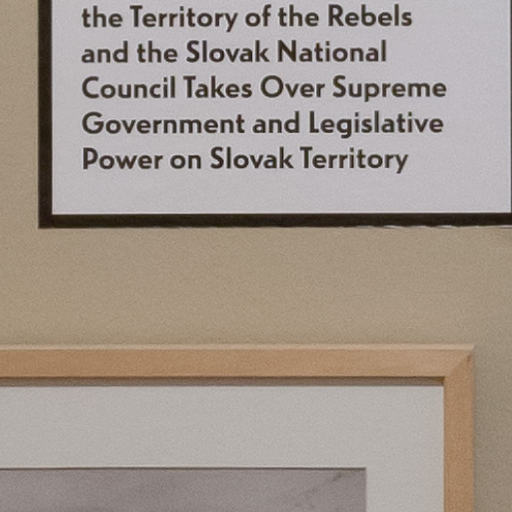 the Territory of the Rebels
and the Slovak National
Council Takes Over Supreme
Government and Legislative
Power on Slovak Territory